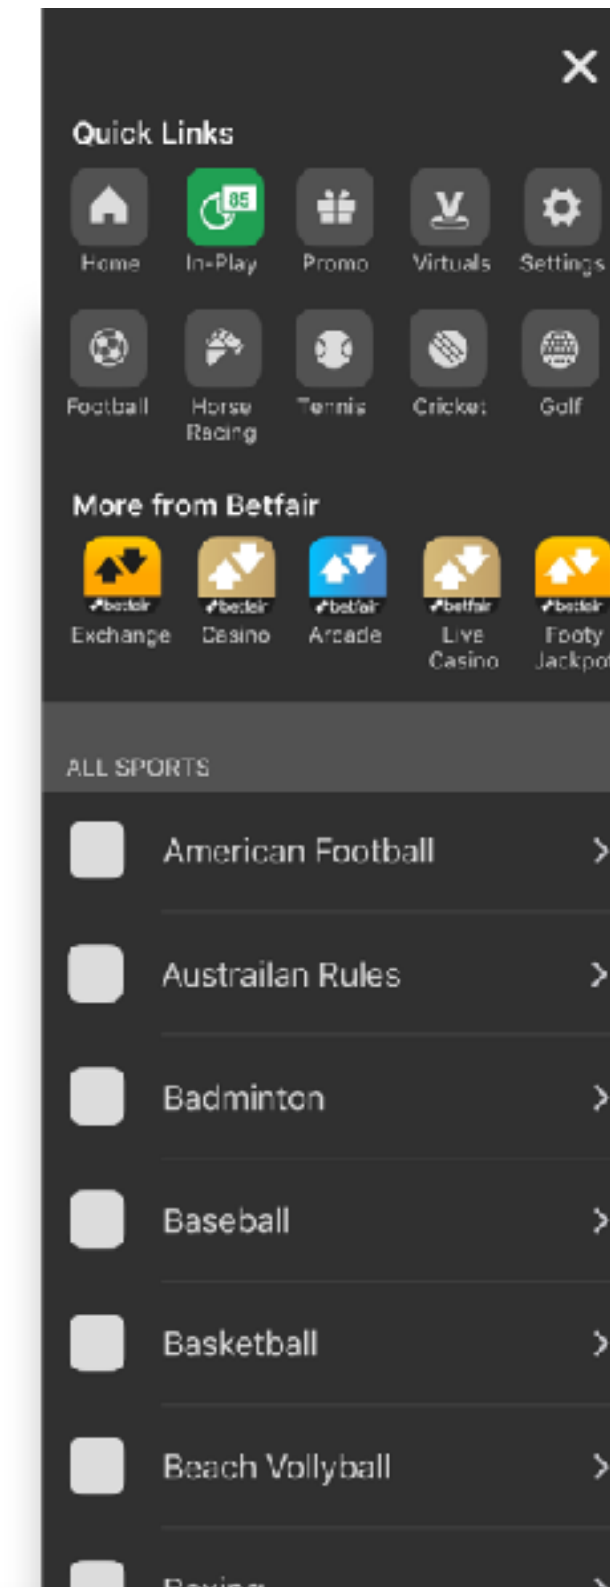 Quick Links
85
V
Home In-Play Promo Virtuals Settings
Football Horse Tennis Cricket Golf
Racing
More from Betfair
betfair betfair betfair betfair betfair
Exchange Casino Arcade Live Footy
Casino Jackpot
ALL SPORTS
American Football
Austrailan Rules
Badminton
Baseball
Basketball
Beach Vollyball
Boxing